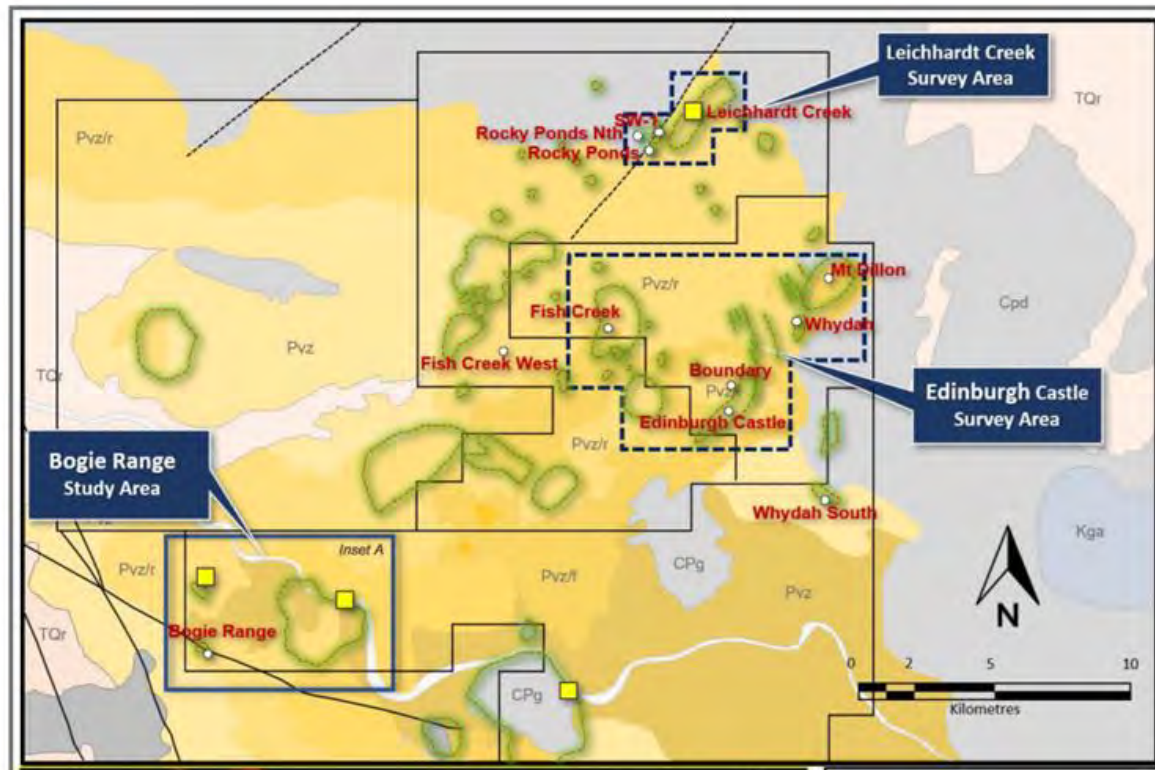 Leichhardt Creek
Survey Area
TQr
Pvz/r
SW-1
Leichhardt Creek
Rocky Ponds Nth
Rocky Ponds
Mt Dillon
Pvz/r
Cpd
Fish Creek
Whydah
Pvz
Fish Creek West
Boundary
TQr
Pvz/r
Edinburgh Castle
Edinburgh Castle
Survey Area
Pvz/r
Bogie Range
Study Area
Whydah South
Kga
Pvz
Inset A
CPg
Pvz/r
Pvz/f
Pvz
N
Bogie Range
TQr
CPg
0 2 5 10
Kilometres